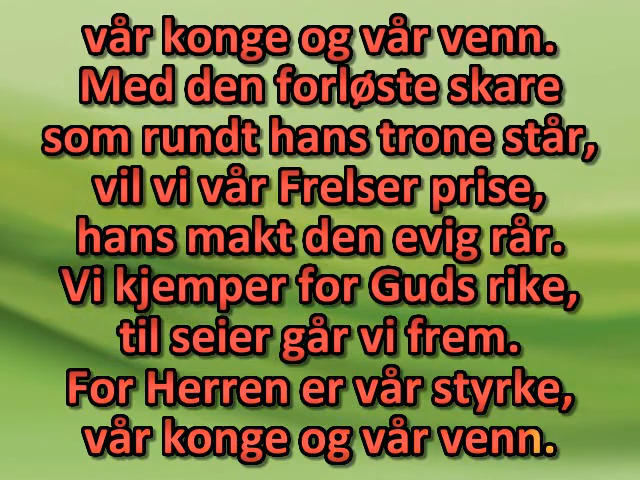 vår konge og vår venn.
Med den forløste skare
som rundt hans trone står,
vil vi vår Frelser prise,
hans makt den evig rår.
Vi kjemper for Guds rike,
til seier går vi frem.
For Herren er vår styrke,
vår konge og vår venn.